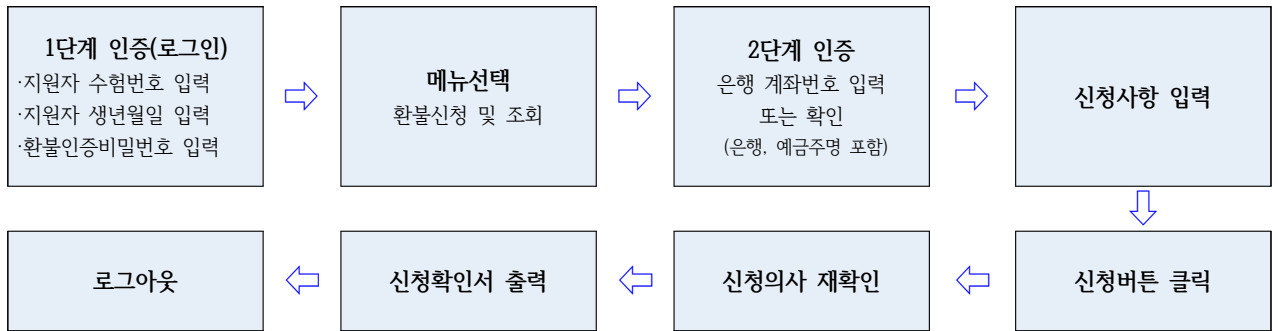 1단계 인증(로그인)
·지원자 수험번호 입력
·지원자 생년월일 입력
·환불인증비밀번호 입력
메뉴선택
환불신청 및 조회
2단계 인증
은행 계좌번호 입력
또는 확인
(은행, 예금주명 포함)
신청사항 입력
신청버튼 클릭
신청의사 재확인
신청확인서 출력
로그아웃